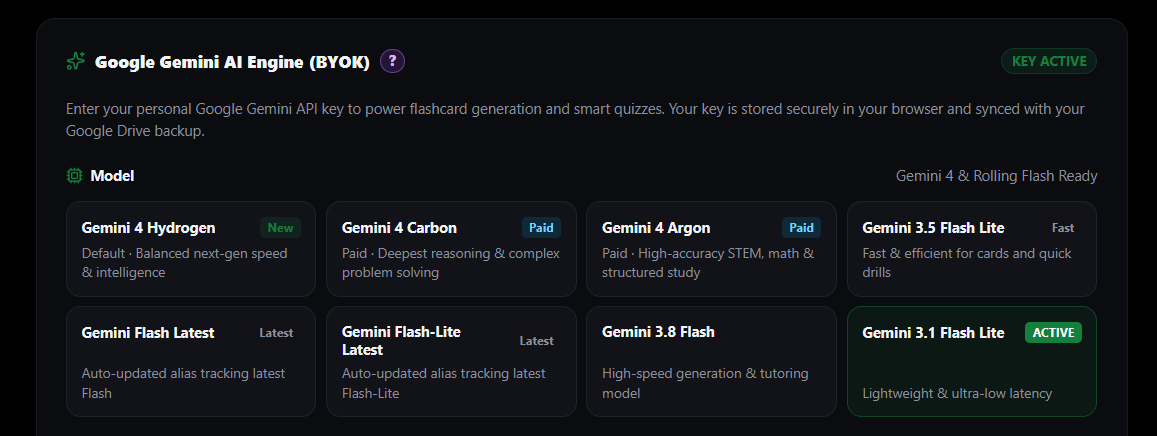 Google Gemini AI Engine (BYOK) ?
KEY ACTIVE
Enter your personal Google Gemini API key to power flashcard generation and smart quizzes. Your key is stored securely in your browser and synced with your
Google Drive backup.
Model
Gemini 4 & Rolling Flash Ready
Gemini 4 Hydrogen
New
Default · Balanced next-gen speed
& intelligence
Gemini 4 Carbon
Paid
Paid · Deepest reasoning & complex
problem solving
Gemini 4 Argon
Paid
Paid · High-accuracy STEM, math &
structured study
Gemini 3.5 Flash Lite
Fast
Fast & efficient for cards and quick
drills
Gemini Flash Latest
Latest
Auto-updated alias tracking latest
Flash
Gemini Flash-Lite
Latest
Latest
Auto-updated alias tracking latest
Flash-Lite
Gemini 3.8 Flash
High-speed generation & tutoring
model
Gemini 3.1 Flash Lite
ACTIVE
Lightweight & ultra-low latency